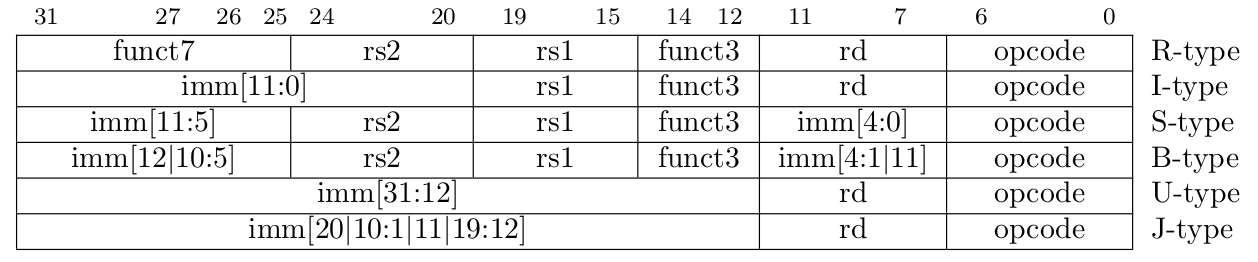 31 27 26 25 24 20 19 15 14 12 11 7 6 0
funct7 rs2 rs1 funct3 rd opcode R-type
imm[11:0] rs1 funct3 rd opcode I-type
imm[11:5] rs2 rs1 funct3 imm[4:0] opcode S-type
imm[12|10:5] rs2 rs1 funct3 imm[4:1|11] opcode B-type
imm[31:12] rd opcode U-type
imm[20|10:1|11|19:12] rd opcode J-type